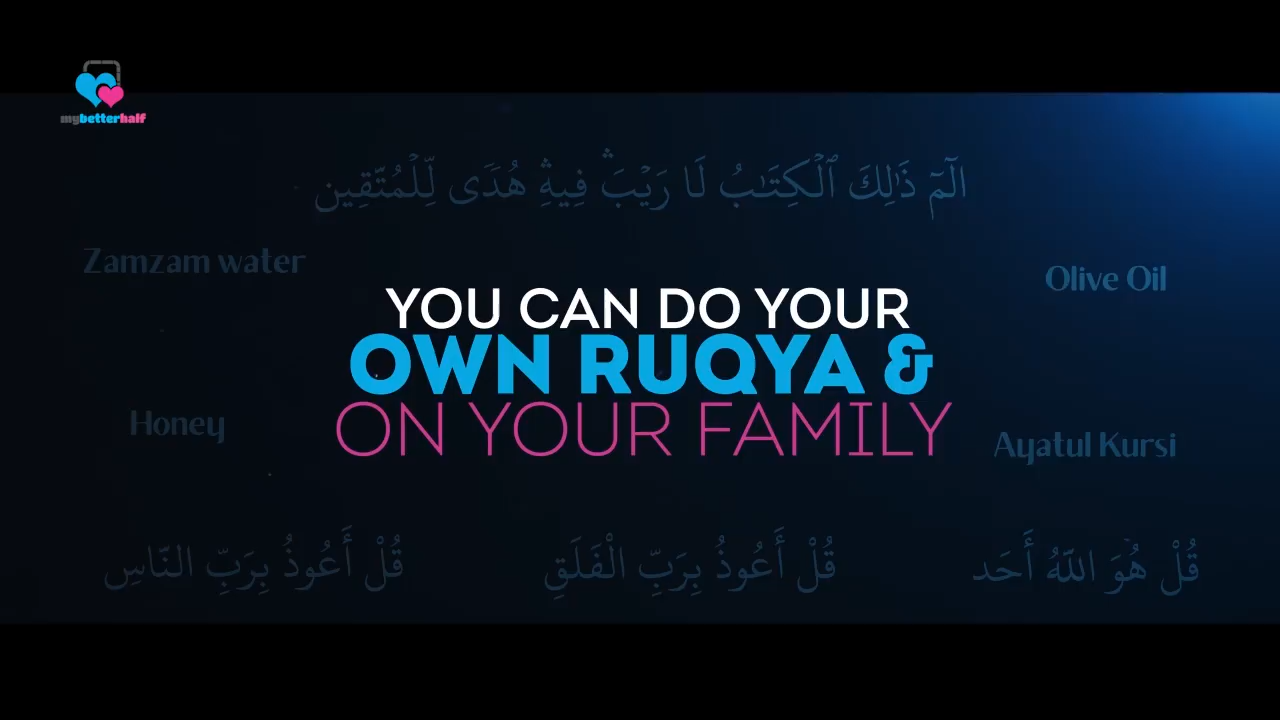 mybetterhalf
الٓمٓ ذَٰلِكَ ٱلْكِتَـٰبُ لَا رَيْبَ ۛ فِيهِ ۛ هُدًى لِّلْمُتَّقِين
Zamzam water
Olive Oil
YOU CAN DO YOUR
OWN RUQYA &
ON YOUR FAMILY
Honey
Ayatul Kursi
قُلْ هُوَ اللَّهُ أَحَد
قُلْ أَعُوذُ بِرَبِّ الْفَلَقِ
قُلْ أَعُوذُ بِرَبِّ النَّاسِ